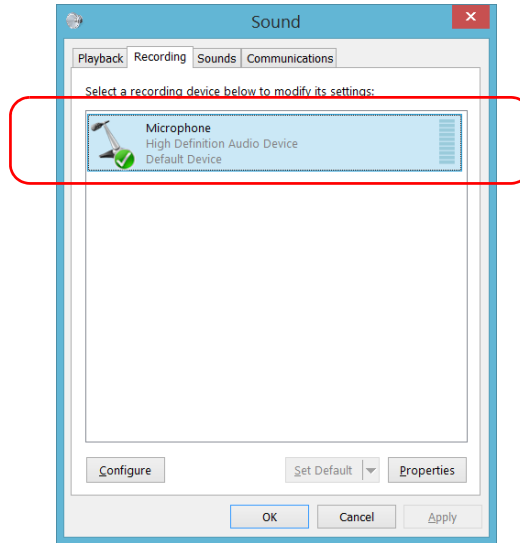 Sound
Playback Recording Sounds Communications
Select a recording device below to modify its settings:
Microphone
High Definition Audio Device
Default Device
Configure Set Default Properties
OK Cancel Apply